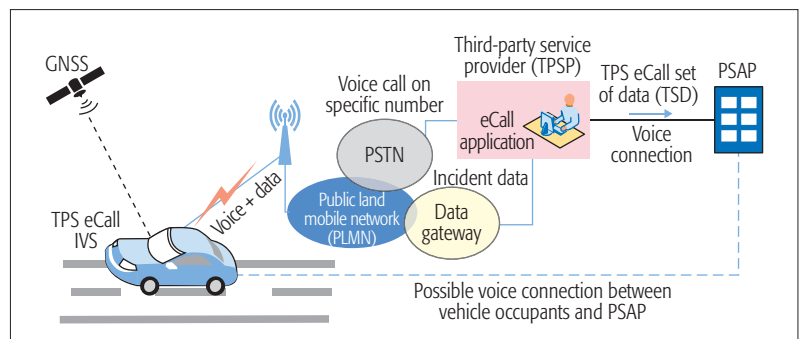 GNSS
Third-party service
provider (TPSP)
TPS eCall set
of data (TSD)
PSAP
Voice call on
specific number
eCall
application
Voice
connection
PSTN
Incident data
Voice + data
Public land
mobile network
(PLMN)
Data
gateway
TPS eCall
IVS
Possible voice connection between
vehicle occupants and PSAP